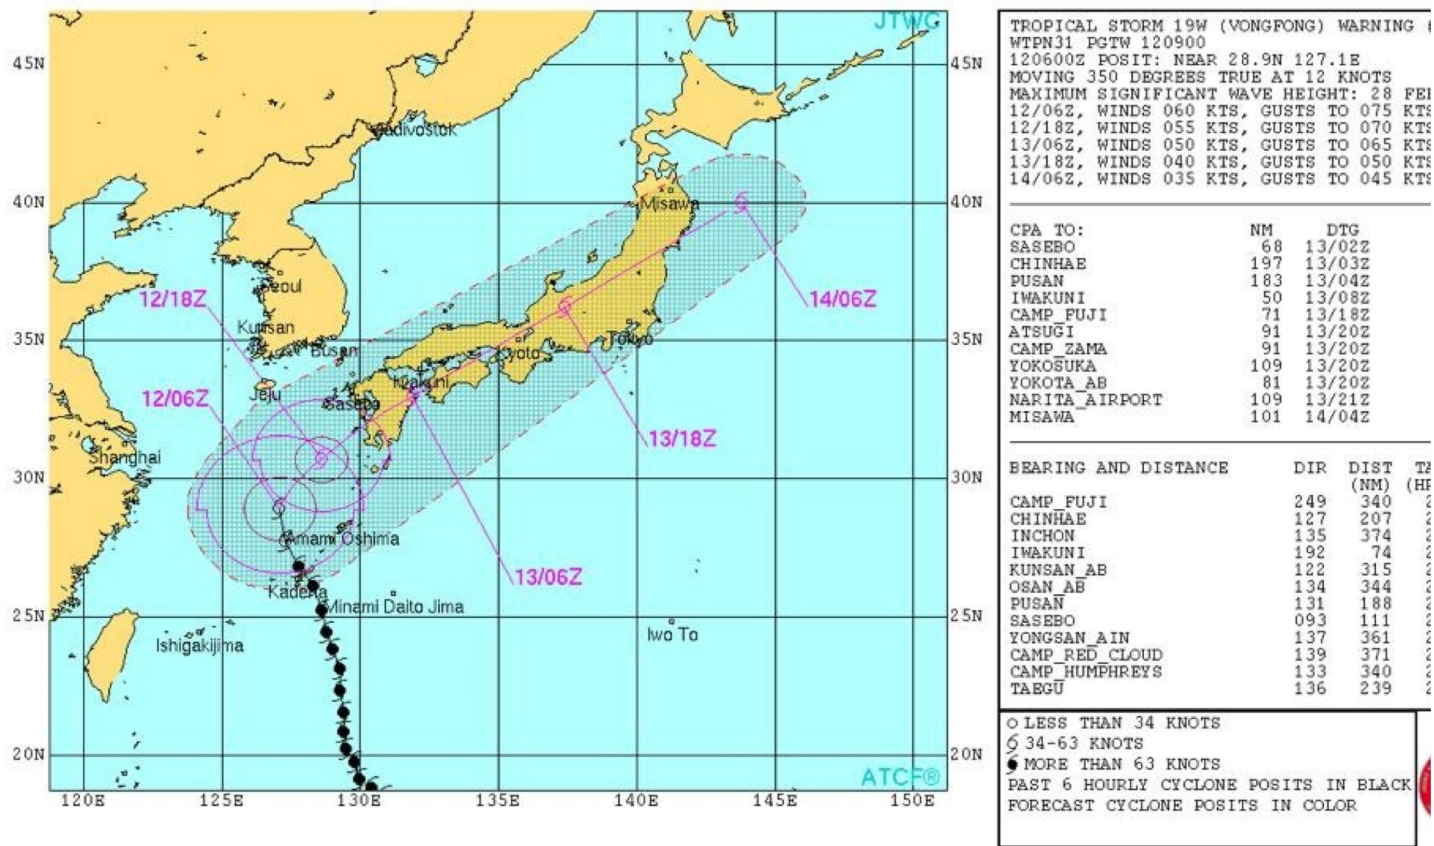 JTWC
45N
45N
Vladivostok
40N
40N
Misawa
Seoul
12/18Z
14/06Z
Kunsan
35N
35N
Busan
Kyoto
Tokyo
Iwakuni
12/06Z
Jeju
Sasebo
13/18Z
Shanghai
30N
30N
Amami Oshima
13/06Z
Kadena
Minami Daito Jima
25N
25N
Iwo To
Ishigakijima
20N
20N
ATCF®
120E 125E 130E 135E 140E 145E 150E
TROPICAL STORM 19W (VONGFONG) WARNING
WTPN31 PGTW 120900
120600Z POSIT: NEAR 28.9N 127.1E
MOVING 350 DEGREES TRUE AT 12 KNOTS
MAXIMUM SIGNIFICANT WAVE HEIGHT: 28
12/06Z, WINDS 060 KTS, GUSTS TO 075 KTS
12/18Z, WINDS 055 KTS, GUSTS TO 070 KTS
13/06Z, WINDS 050 KTS, GUSTS TO 065 KTS
13/18Z, WINDS 040 KTS, GUSTS TO 050 KTS
14/06Z, WINDS 035 KTS, GUSTS TO 045 KTS
CPA TO: NM DTG
SASEBO 68 13/02Z
CHINHAE 197 13/03Z
PUSAN 183 13/04Z
IWAKUNI 50 13/08Z
CAMP_FUJI 71 13/18Z
ATSUGI 91 13/20Z
CAMP_ZAMA 91 13/20Z
YOKOSUKA 109 13/20Z
YOKOTA_AB 81 13/20Z
NARITA_AIRPORT 109 13/21Z
MISAWA 101 14/04Z
BEARING AND DISTANCE DIR DIST
(NM)
CAMP_FUJI 249 340
CHINHAE 127 207
INCHON 135 374
IWAKUNI 192 74
KUNSAN_AB 122 315
OSAN_AB 134 344
PUSAN 131 188
SASEBO 093 111
YONGSAN_AIN 137 361
CAMP_RED_CLOUD 139 371
CAMP_HUMPHREYS 133 340
TAEGU 136 239
LESS THAN 34 KNOTS
34-63 KNOTS
MORE THAN 63 KNOTS
PAST 6 HOURLY CYCLONE POSITS IN BLACK
FORECAST CYCLONE POSITS IN COLOR